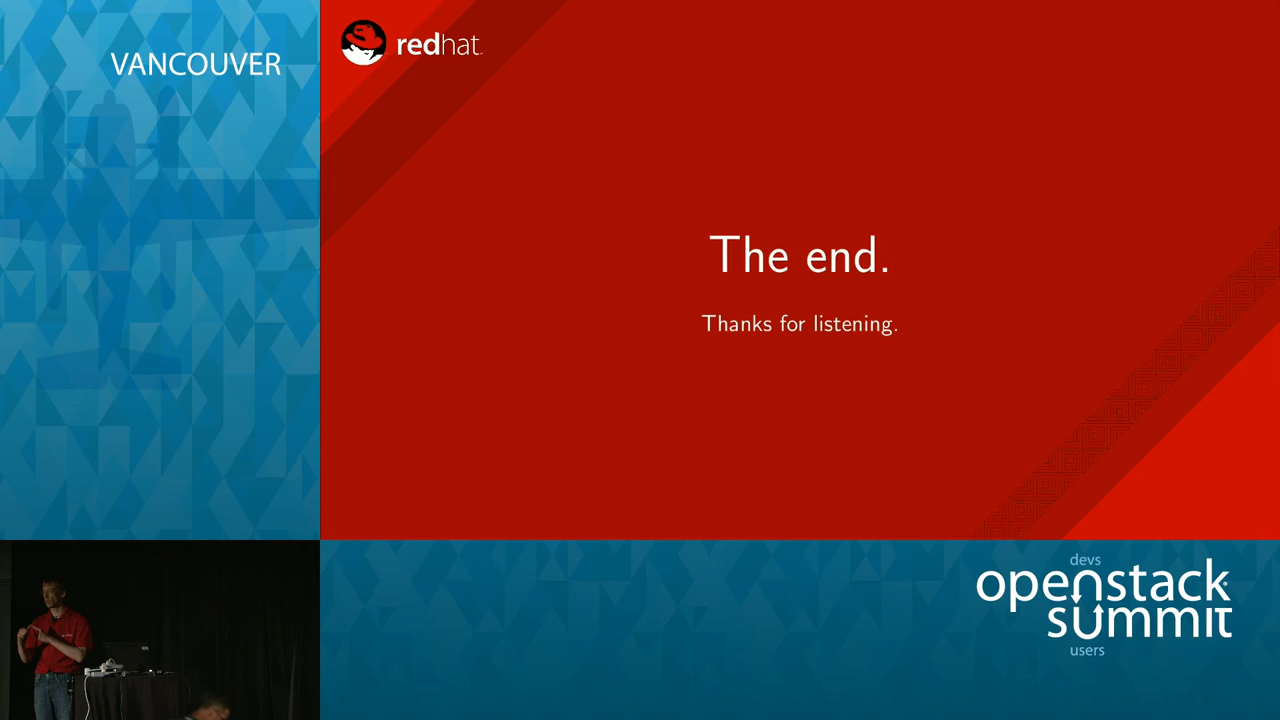 VANCOUVER
redhat
The end.
Thanks for listening.
devs
openstack
summit
users